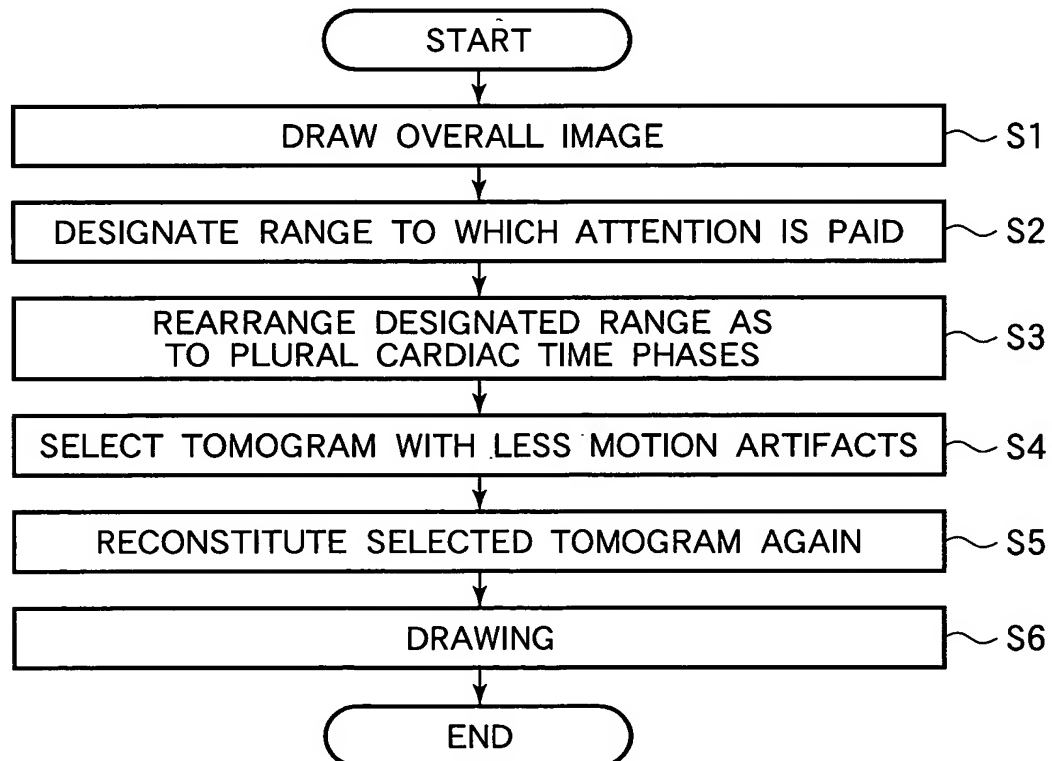 START
DRAW OVERALL IMAGE
S1
DESIGNATE RANGE TO WHICH ATTENTION IS PAID
S2
REARRANGE DESIGNATED RANGE AS
TO PLURAL CARDIAC TIME PHASES
S3
SELECT TOMOGRAM WITH LESS MOTION ARTIFACTS
S4
RECONSTITUTE SELECTED TOMOGRAM AGAIN
S5
DRAWING
S6
END